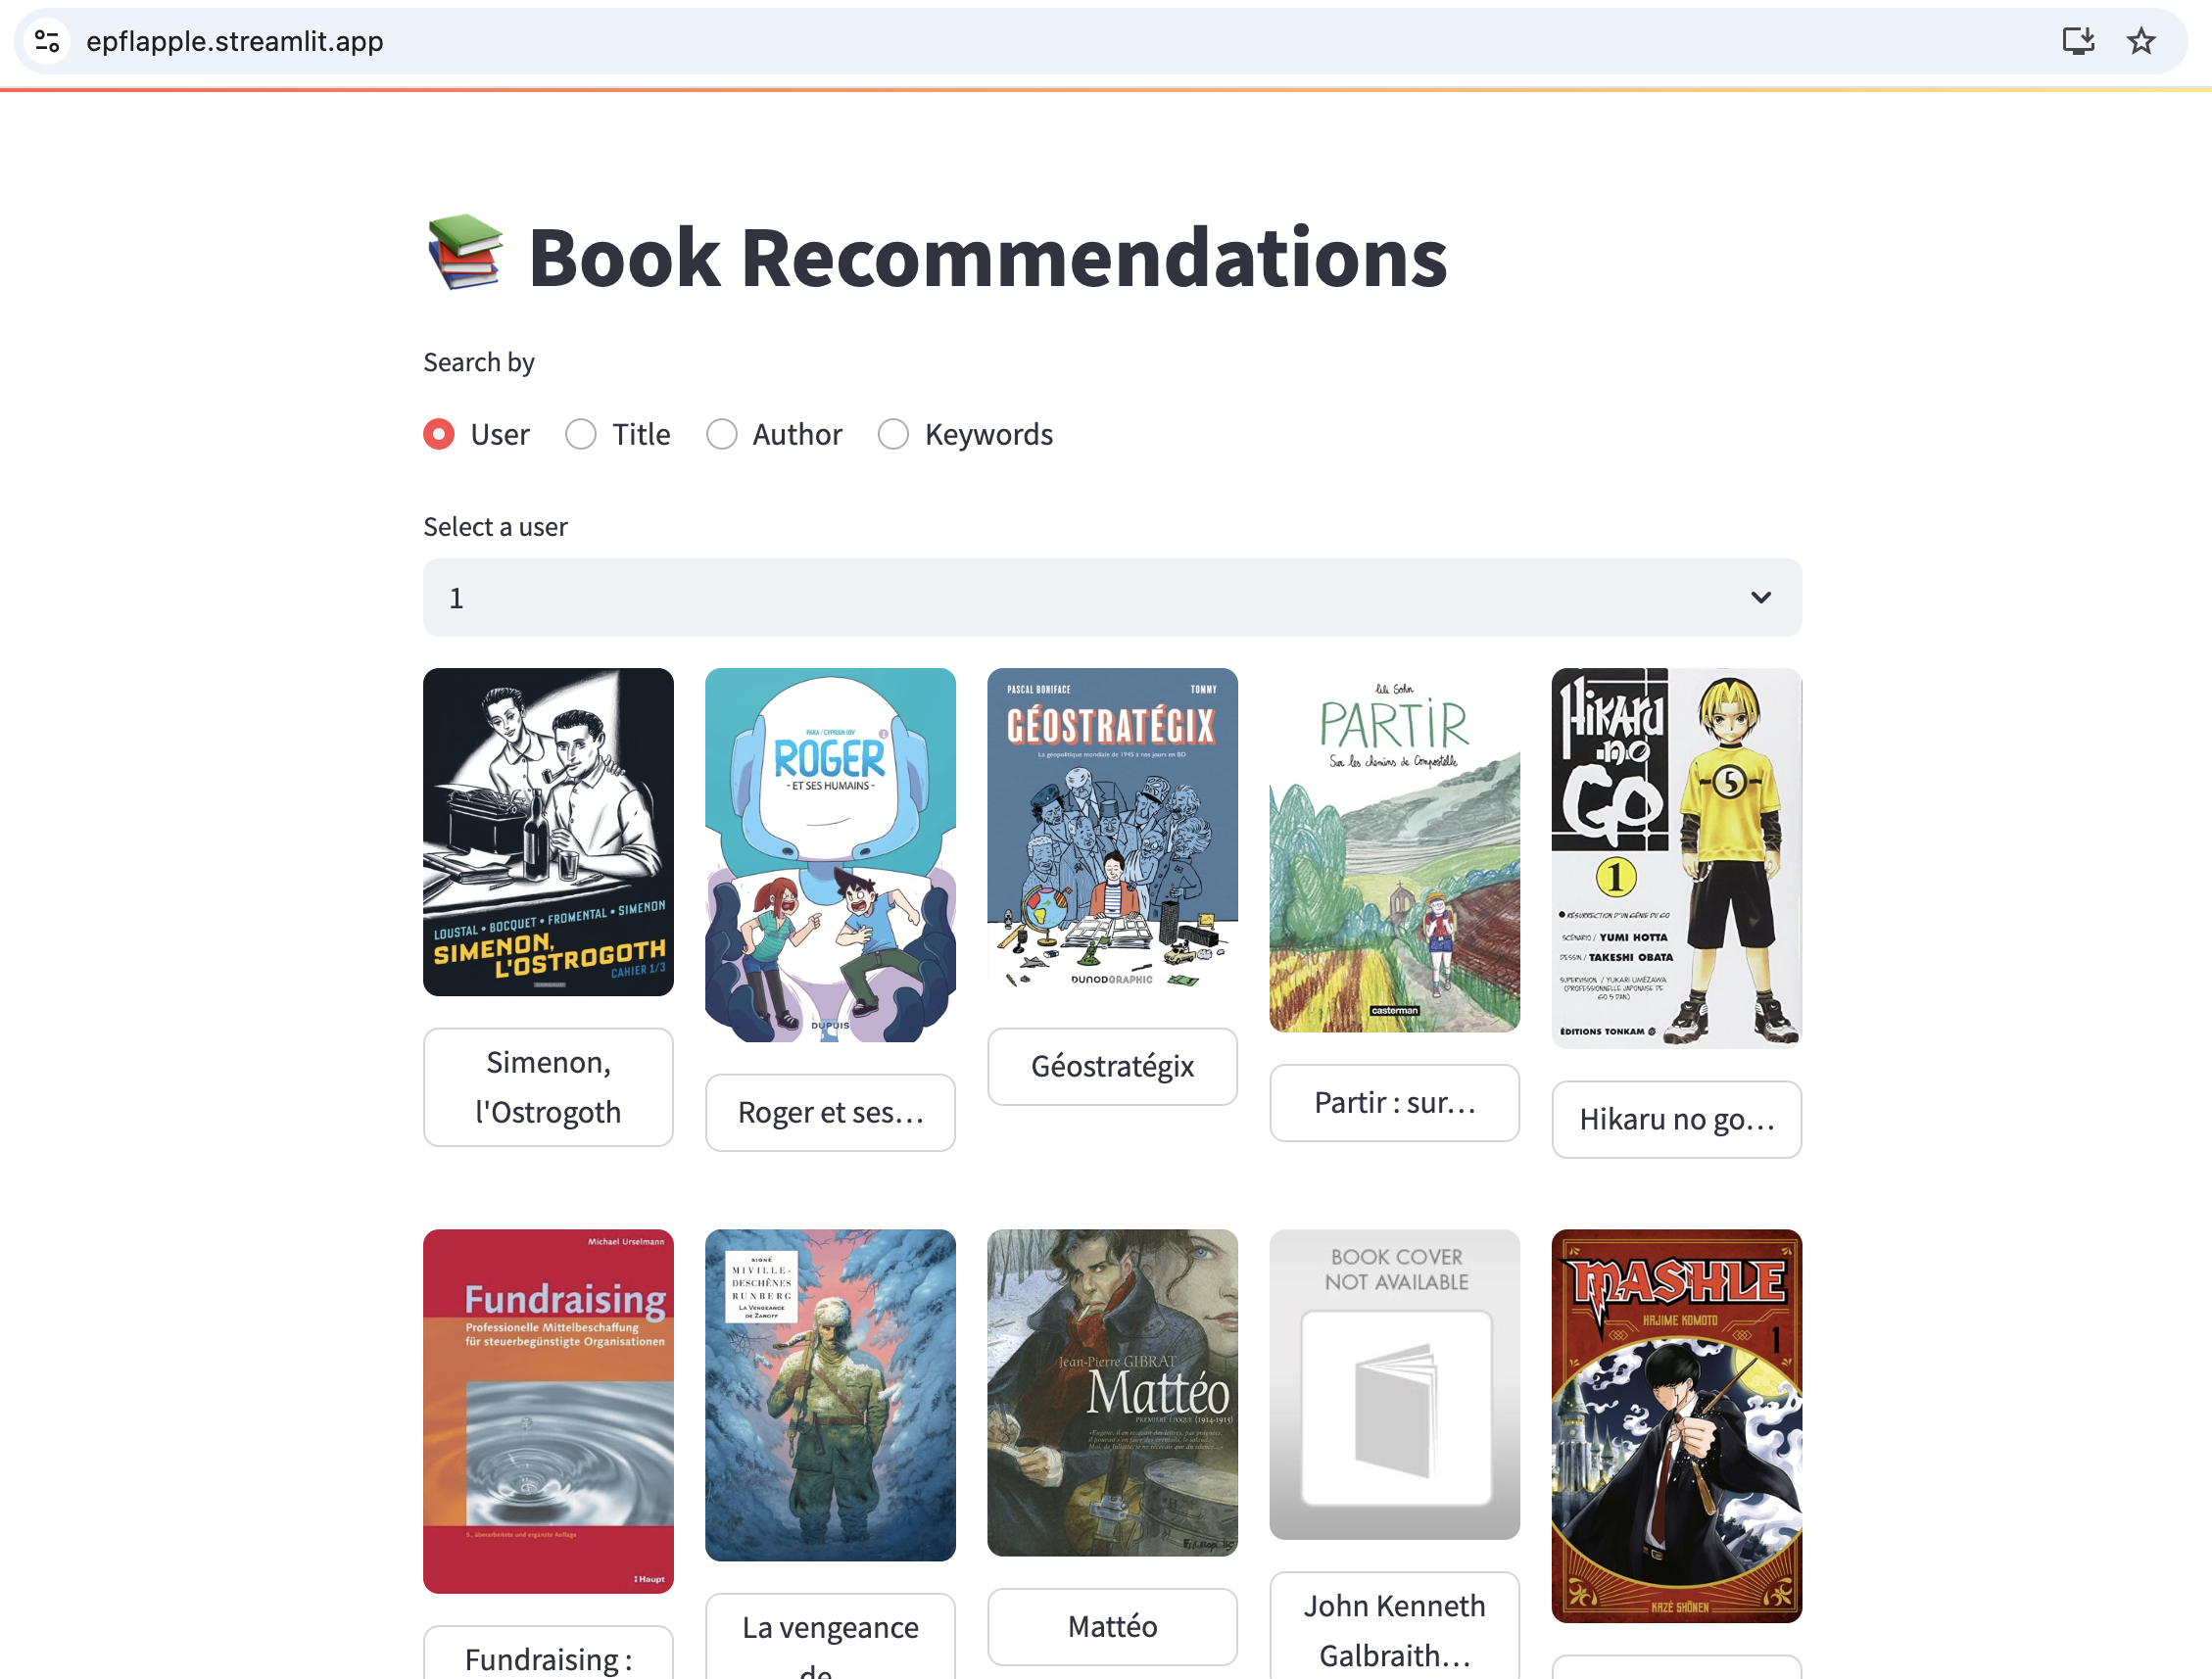 epflapple.streamlit.app
📚 Book Recommendations
Search by
User
Title
Author
Keywords
Select a user
1
LOUSTAL • BOCQUET • FROMENTAL • SIMENON
SIMENON,
L'OSTROGOTH
CAHIER 1/3
PAKA / CYPRIEN IOV
ROGER
- ET SES HUMAINS -
DUPUIS
PASCAL BONIFACE
TOMMY
GÉOSTRATÉGIX
La géopolitique mondiale de 1945 à nos jours en BD
DUNODGRAPHIC
lili Sohn
PARTIR
Sur les chemins de Compostelle
casterman
HIKARU
no
GO
5
1
RÉSURRECTION D'UN GÉNIE DU GO
SCÉNARIO / YUMI HOTTA
DESSIN / TAKESHI OBATA
SUPERVISION / YUKARI UMÉZAWA
(PROFESSIONNELLE JAPONAISE DE
GO 5 DAN)
ÉDITIONS TONKAM
Simenon,
l'Ostrogoth
Roger et ses…
Géostratégix
Partir : sur…
Hikaru no go…
Michael Urselmann
Fundraising
Professionelle Mittelbeschaffung
für steuerbegünstigte Organisationen
5., überarbeitete und ergänzte Auflage
Haupt
SIGNÉ
MIVILLE-
DESCHÊNES
RUNBERG
LA VENGEANCE
DE ZAROFF
Jean-Pierre GIBRAT
Mattéo
PREMIÈRE ÉPOQUE (1914-1915)
BOOK COVER
NOT AVAILABLE
MASHLE
HAJIME KOMOTO
1
KAZÉ SHÔNEN
Fundraising :
La vengeance
de…
Mattéo
John Kenneth
Galbraith…